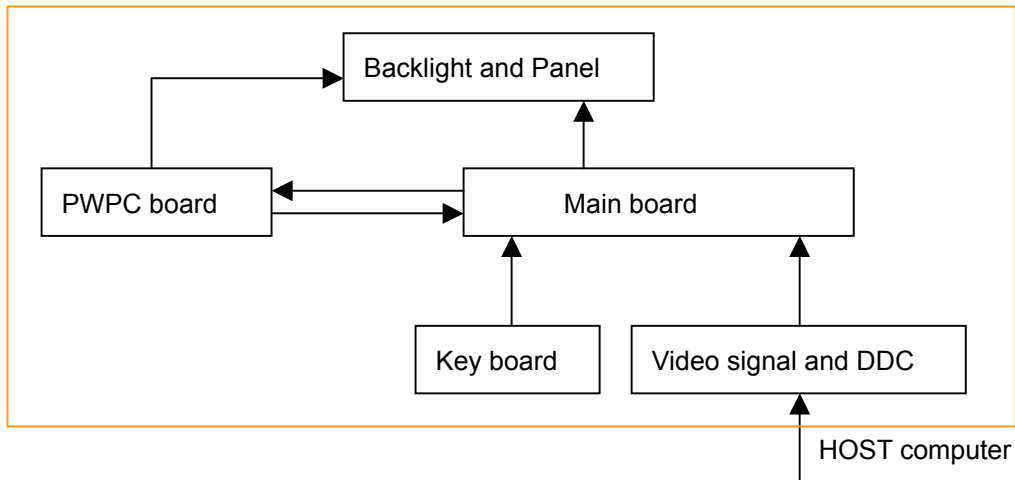 Backlight and Panel
PWPC board
Main board
Key board
Video signal and DDC
HOST computer